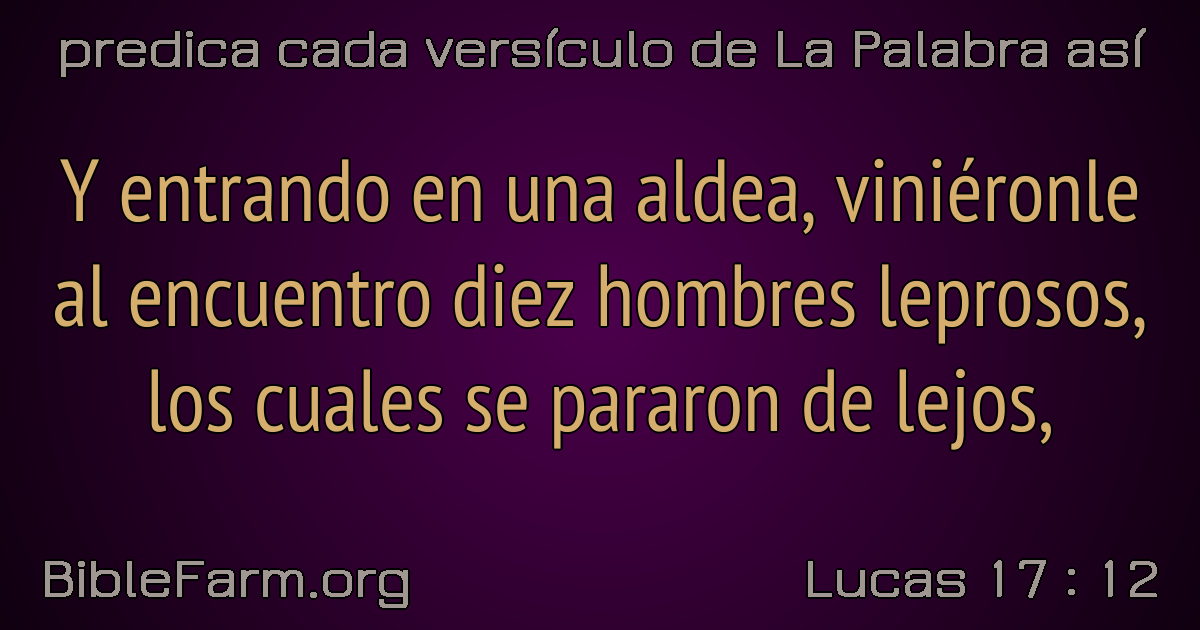 predica cada versículo de La Palabra así
Y entrando en una aldea, viniéronle
al encuentro diez hombres leprosos,
los cuales se pararon de lejos,
BibleFarm.org
Lucas 17 : 12